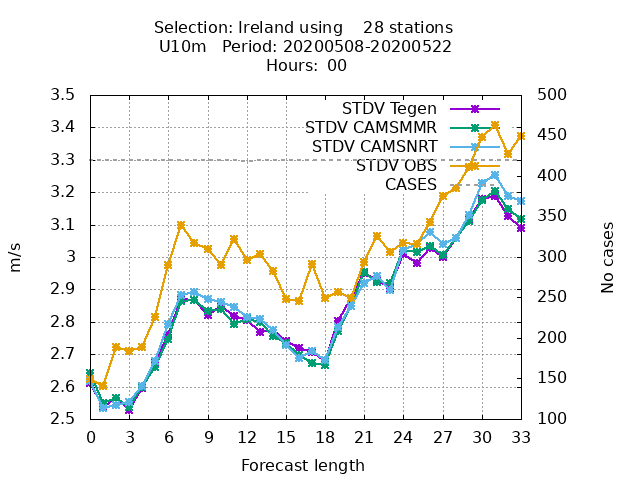 Selection: Ireland using 28 stations
U10m Period: 20200508-20200522
Hours: 00
3.5
3.4
3.3
3.2
3.1
3
2.9
2.8
2.7
2.6
2.5
m/s
STDV Tegen
STDV CAMSMMR
STDV CAMSNRT
STDV OBS
CASES
500
450
400
350
300
250
200
150
100
No cases
0 3 6 9 12 15 18 21 24 27 30 33
Forecast length